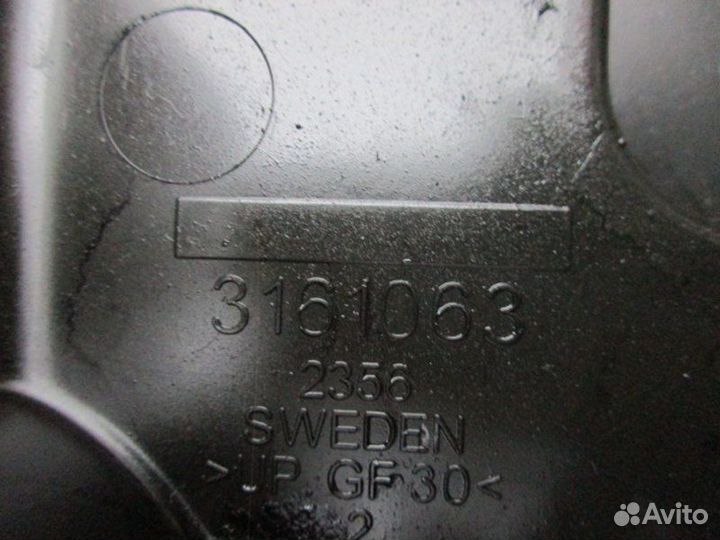 3161063
2356
SWEDEN
>UP GF30<
2
Avito